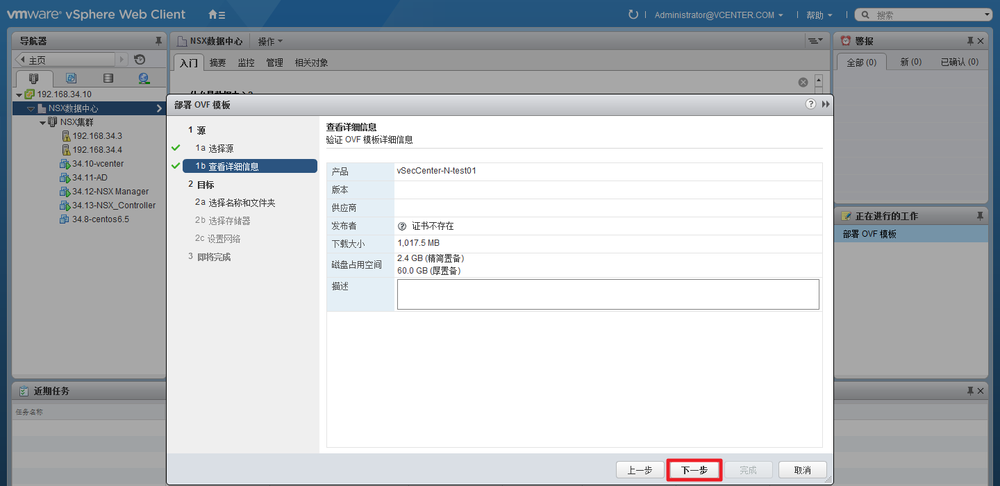 vmware® vSphere Web Client
Administrator@VCENTER.COM
帮助
搜索
导航器
主页
192.168.34.10
NSX数据中心
NSX集群
192.168.34.3
192.168.34.4
34.10-vcenter
34.11-AD
34.12-NSX Manager
34.13-NSX_Controller
34.8-centos6.5
近期任务
任务名称
NSX数据中心
操作
入门
摘要
监控
管理
相关对象
什么是数据中心?
部署 OVF 模板
1 源
1a 选择源
1b 查看详细信息
2 目标
2a 选择名称和文件夹
2b 选择存储器
2c 设置网络
3 即将完成
查看详细信息
验证 OVF 模板详细信息
产品 vSecCenter-N-test01
版本
供应商
发布者 证书不存在
下载大小 1,017.5 MB
磁盘占用空间 2.4 GB (精简置备)
60.0 GB (厚置备)
描述
上一步
下一步
完成
取消
警报
全部 (0)
新 (0)
已确认 (0)
正在进行的工作
部署 OVF 模板